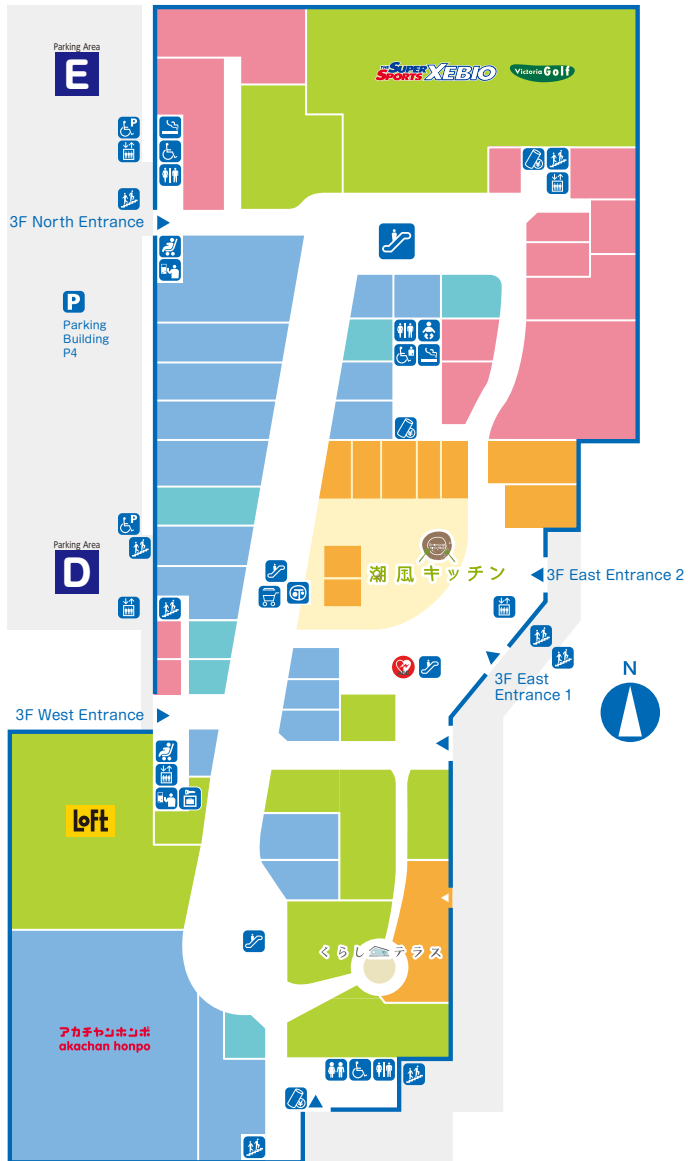 Parking Area
E
THE SUPER SPORTS XEBIO
Victoria Golf
P
3F North Entrance
P
Parking
Building
P4
P
Parking Area
D
潮風キッチン
3F East Entrance 2
3F East
Entrance 1
N
3F West Entrance
LoFt
くらしテラス
アカチャンホンポ
akachan honpo